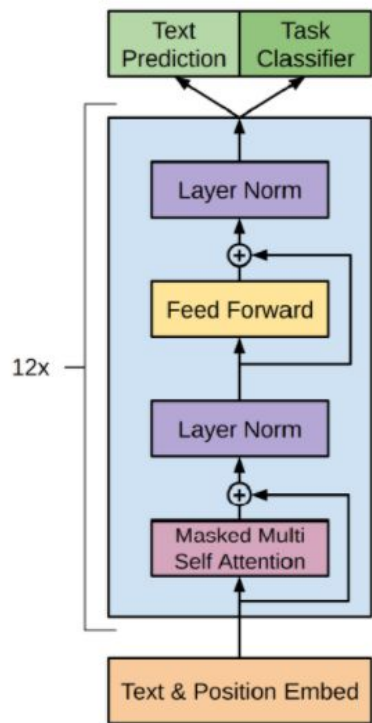 Text
Prediction
Task
Classifier
Layer Norm
+
Feed Forward
12x
Layer Norm
+
Masked Multi
Self Attention
Text & Position Embed